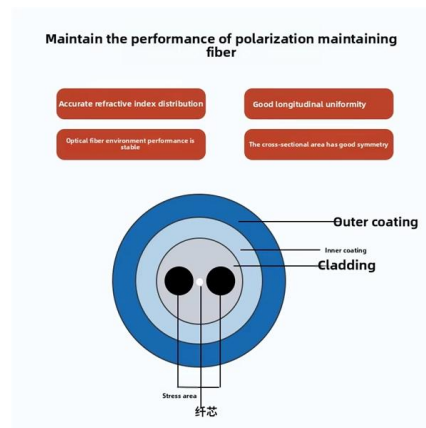 Maintain the performance of polarization maintaining
fiber
Accurate refractive index distribution
Good longitudinal uniformity
Optical fiber environment performance is
stable
The cross-sectional area has good symmetry
Outer coating
Inner coating
Cladding
Stress area
纤芯